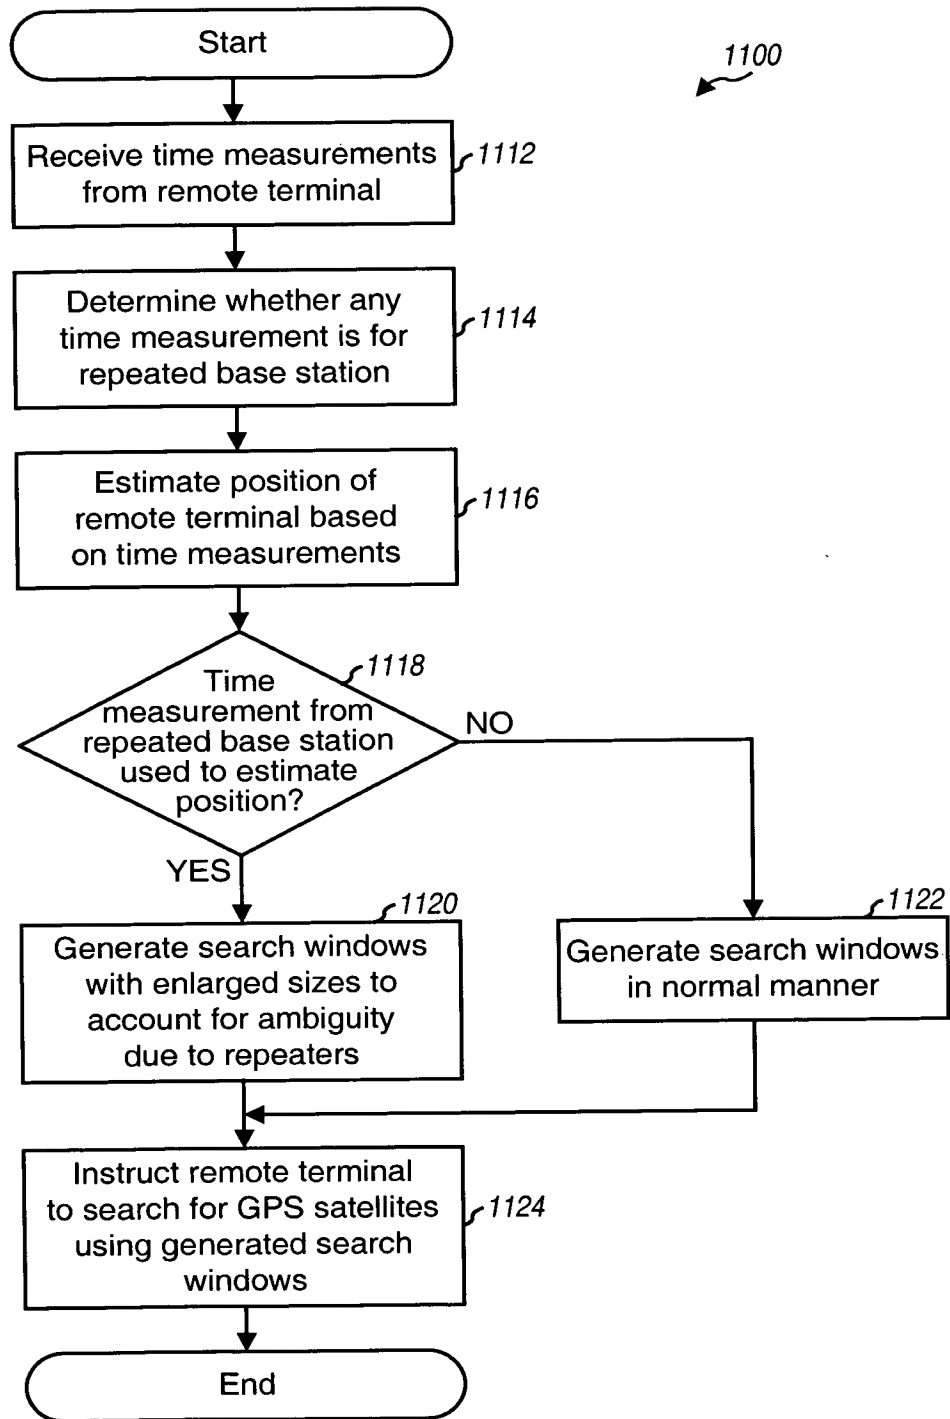 Start
1100
Receive time measurements
from remote terminal
1112
Determine whether any
time measurement is for
repeated base station
1114
Estimate position of
remote terminal based
on time measurements
1116
Time
measurement from
repeated base station
used to estimate
position?
1118
NO
YES
Generate search windows
with enlarged sizes to
account for ambiguity
due to repeaters
1120
Generate search windows
in normal manner
1122
Instruct remote terminal
to search for GPS satellites
using generated search
windows
1124
End